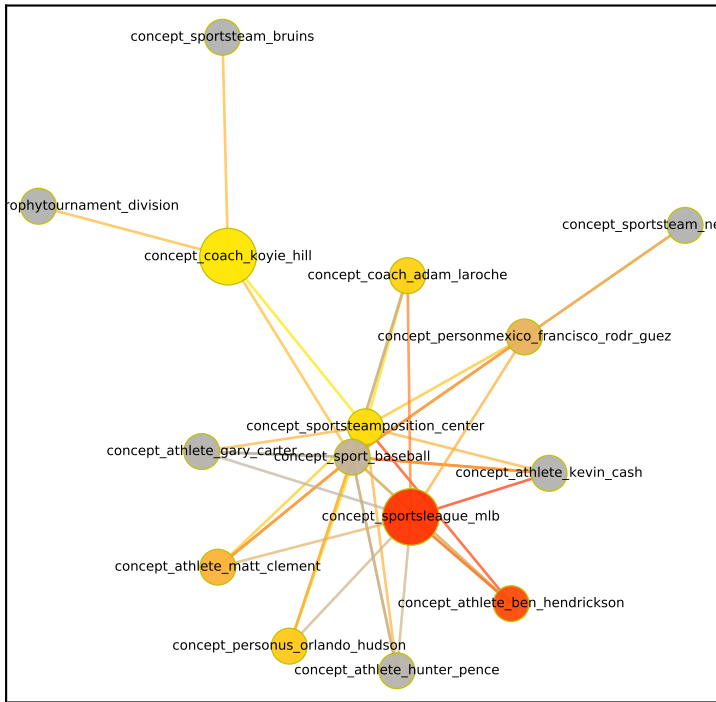 concept_sportsteam_bruins
rophytournament_division
concept_sportsteam_ne
concept_coach_koyie_hill
concept_coach_adam_laroche
concept_personmexico_francisco_rodr_guez
concept_sportsteamposition_center
concept_athlete_gary_carter
concept_sport_baseball
concept_athlete_kevin_cash
concept_sportsleague_mlb
concept_athlete_matt_clement
concept_athlete_ben_hendrickson
concept_personus_orlando_hudson
concept_athlete_hunter_pence